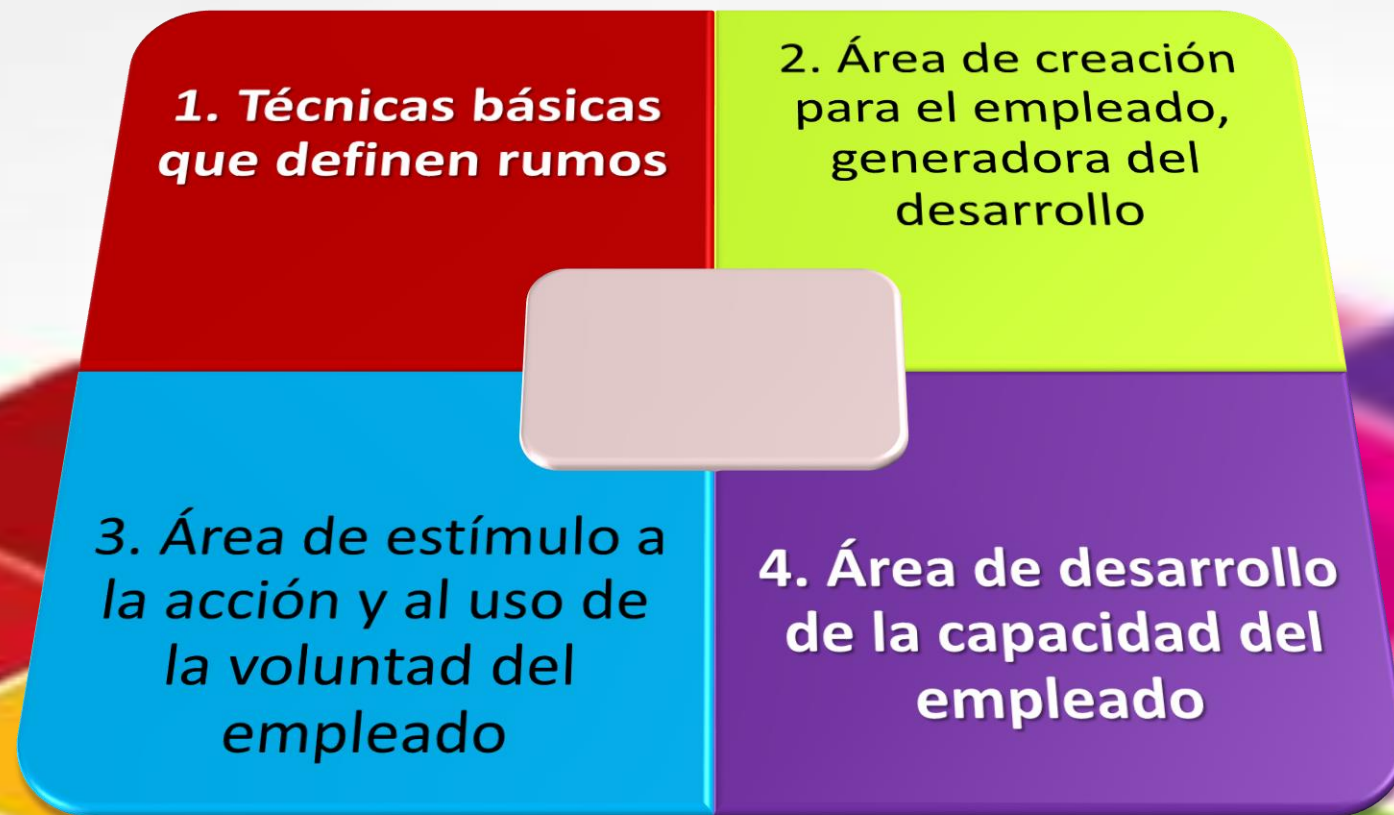 1. Técnicas básicas
que definen rumos
2. Área de creación
para el empleado,
generadora del
desarrollo
3. Área de estímulo a
la acción y al uso de
la voluntad del
empleado
4. Área de desarrollo
de la capacidad del
empleado